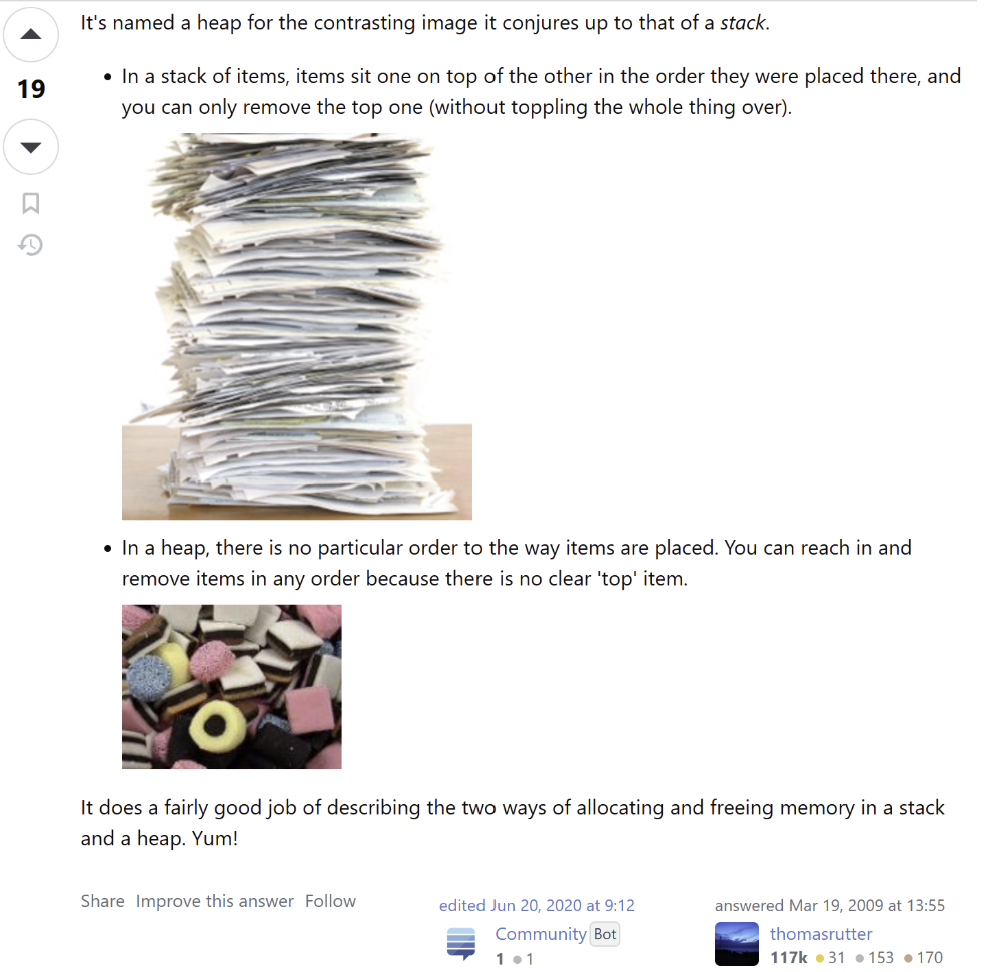 It's named a heap for the contrasting image it conjures up to that of a stack.
19
• In a stack of items, items sit one on top of the other in the order they were placed there, and
you can only remove the top one (without toppling the whole thing over).
• In a heap, there is no particular order to the way items are placed. You can reach in and
remove items in any order because there is no clear 'top' item.
It does a fairly good job of describing the two ways of allocating and freeing memory in a stack
and a heap. Yum!
Share Improve this answer Follow
edited Jun 20, 2020 at 9:12
Community Bot
1 ● 1
answered Mar 19, 2009 at 13:55
thomasrutter
117k ● 31 ● 153 ● 170